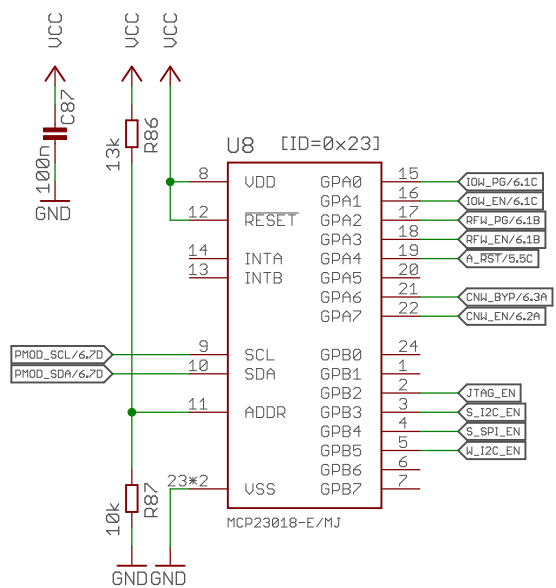 VCC
VCC
VCC
C87
100n
GND
13k
R86
U8 [ID=0x23]
8 VDD GPA0 15 IOW_PG/6.1C
GPA1 16 IOW_EN/6.1C
12 RESET GPA2 17 RFW_PG/6.1B
GPA3 18 RFW_EN/6.1B
14 INTA GPA4 19 A_RST/5.5C
13 INTB GPA5 20
GPA6 21 CNW_BYP/6.3A
GPA7 22 CNW_EN/6.2A
PMOD_SCL/6.7D 9 SCL GPB0 24
PMOD_SDA/6.7D 10 SDA GPB1 1
GPB2 2 JTAG_EN
11 ADDR GPB3 3 S_I2C_EN
GPB4 4 S_SPI_EN
GPB5 5 W_I2C_EN
GPB6 6
23*2 VSS GPB7 7
10k
R87
MCP23018-E/MJ
GND
GND